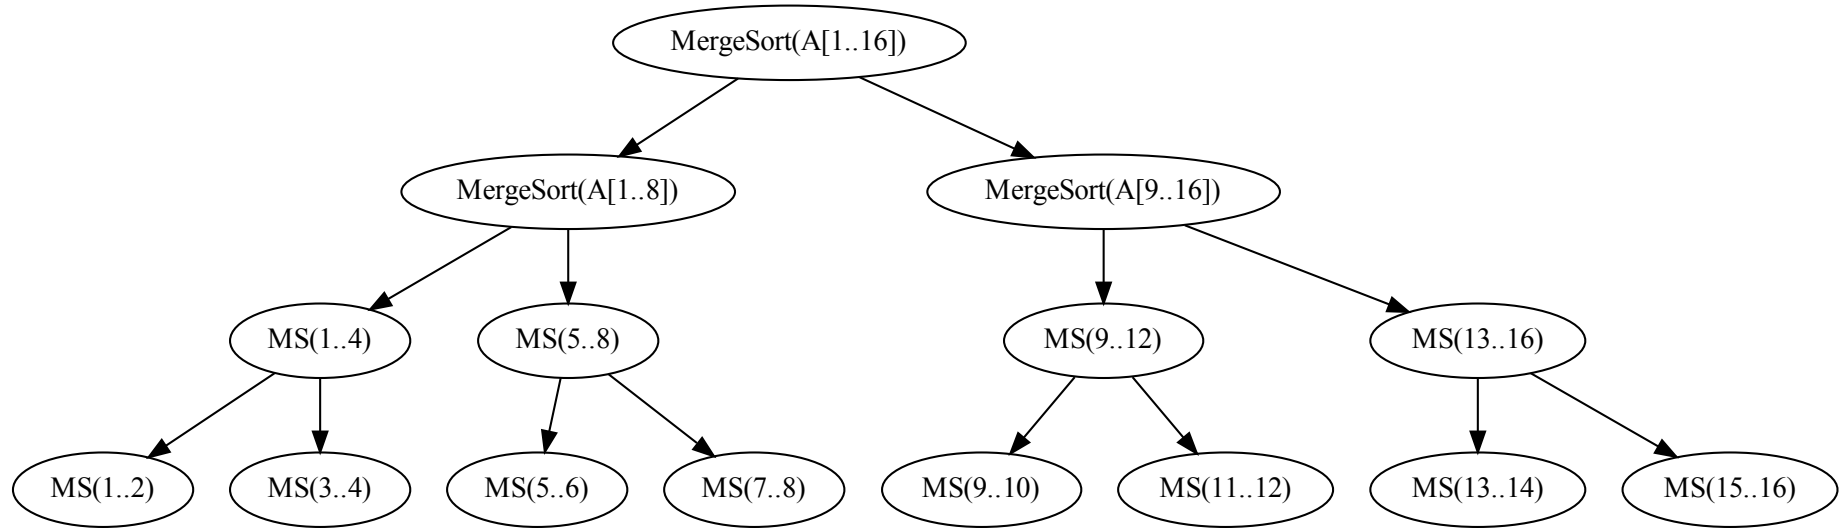 MergeSort(A[1..16])
MergeSort(A[1..8])
MergeSort(A[9..16])
MS(1..4)
MS(5..8)
MS(9..12)
MS(13..16)
MS(1..2)
MS(3..4)
MS(5..6)
MS(7..8)
MS(9..10)
MS(11..12)
MS(13..14)
MS(15..16)